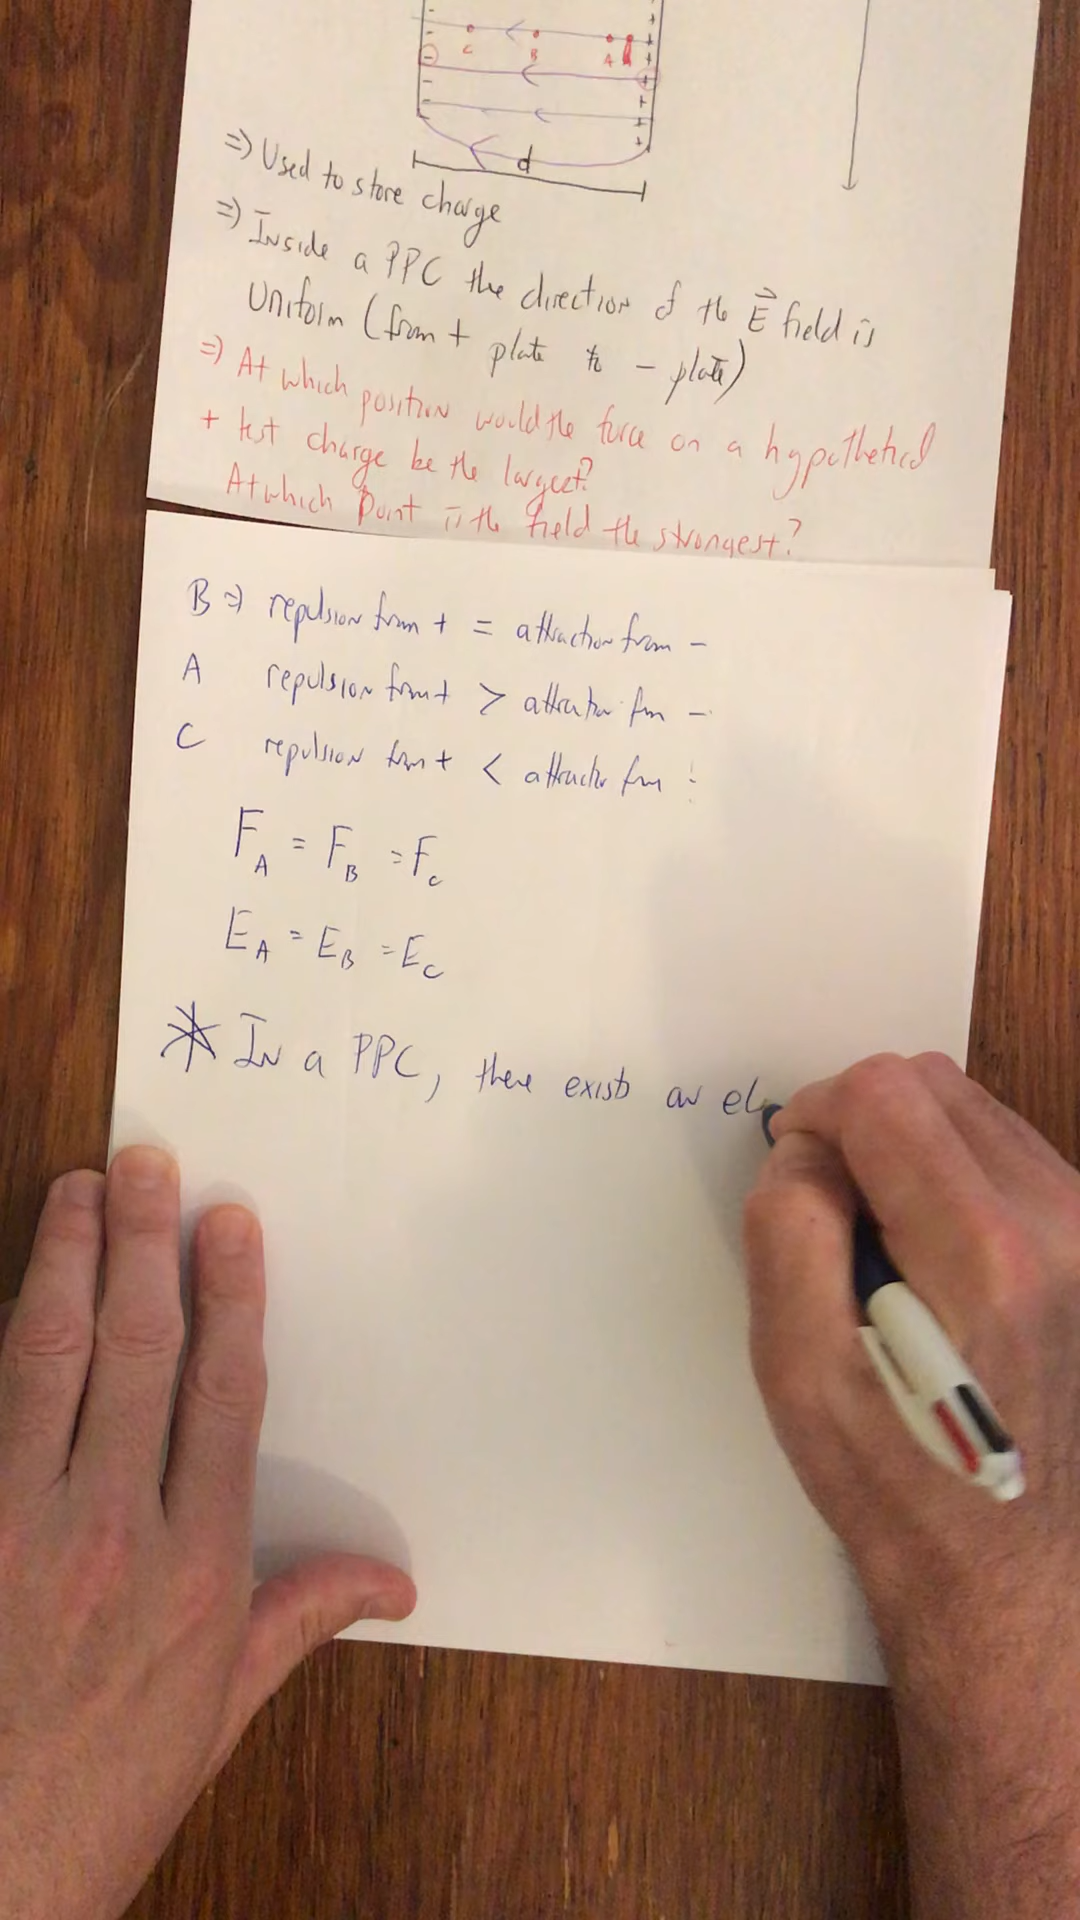 C B A
d
⇒) Used to store charge
⇒) Inside a PPC the direction of the E⃗ field is
Uniform (from + plate to - plate)
⇒) At which position would the force on a hypothetical
+ test charge be the largest?
At which point is the field the strongest?
B ⇒ repulsion from + = attraction from -
A repulsion from + > attraction from -
C repulsion from + < attraction from -
F_A = F_B = F_C
E_A = E_B = E_C
* In a PPC, there exists an el